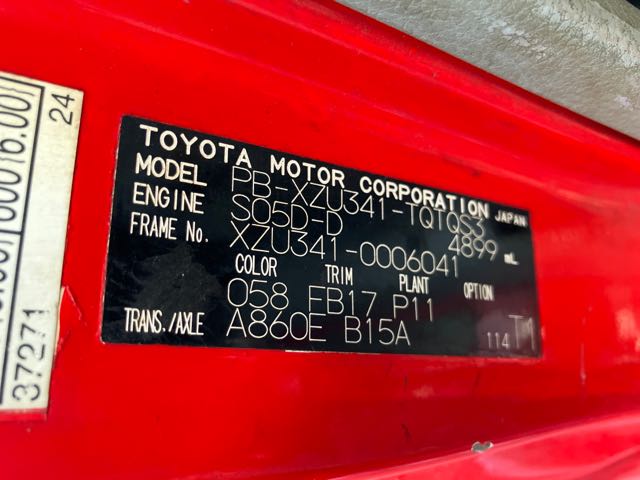 TOYOTA MOTOR CORPORATION JAPAN
MODEL PB-XZU341-TQTQS3
ENGINE S05D-D 4899 mL
FRAME No. XZU341-0006041
COLOR TRIM PLANT OPTION
058 FB17 P11
TRANS./AXLE A860E B15A
114 TM
24
37271